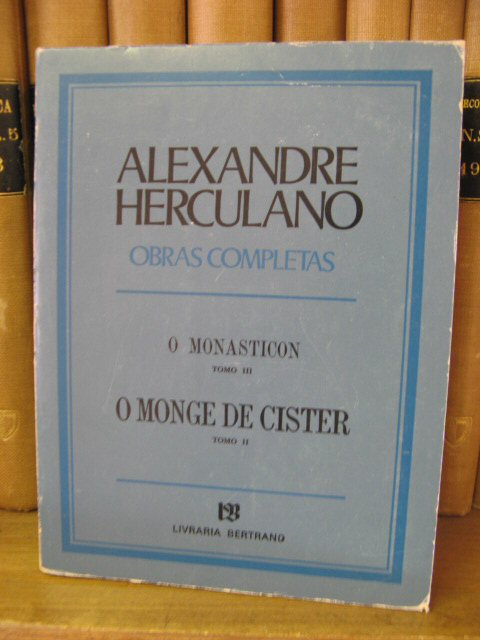 ALEXANDRE
HERCULANO
OBRAS COMPLETAS
O MONASTICON
TOMO III
O MONGE DE CISTER
TOMO II
LIVRARIA BERTRAND